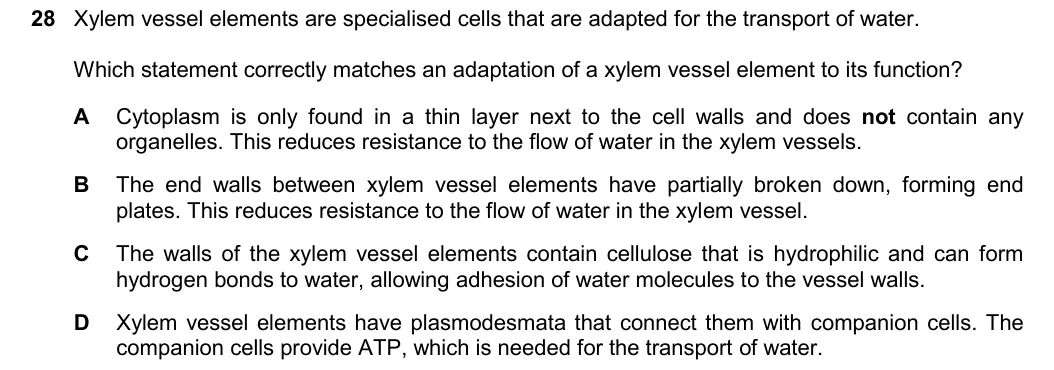 28 Xylem vessel elements are specialised cells that are adapted for the transport of water.
Which statement correctly matches an adaptation of a xylem vessel element to its function?
A Cytoplasm is only found in a thin layer next to the cell walls and does not contain any
organelles. This reduces resistance to the flow of water in the xylem vessels.
B The end walls between xylem vessel elements have partially broken down, forming end
plates. This reduces resistance to the flow of water in the xylem vessel.
C The walls of the xylem vessel elements contain cellulose that is hydrophilic and can form
hydrogen bonds to water, allowing adhesion of water molecules to the vessel walls.
D Xylem vessel elements have plasmodesmata that connect them with companion cells. The
companion cells provide ATP, which is needed for the transport of water.